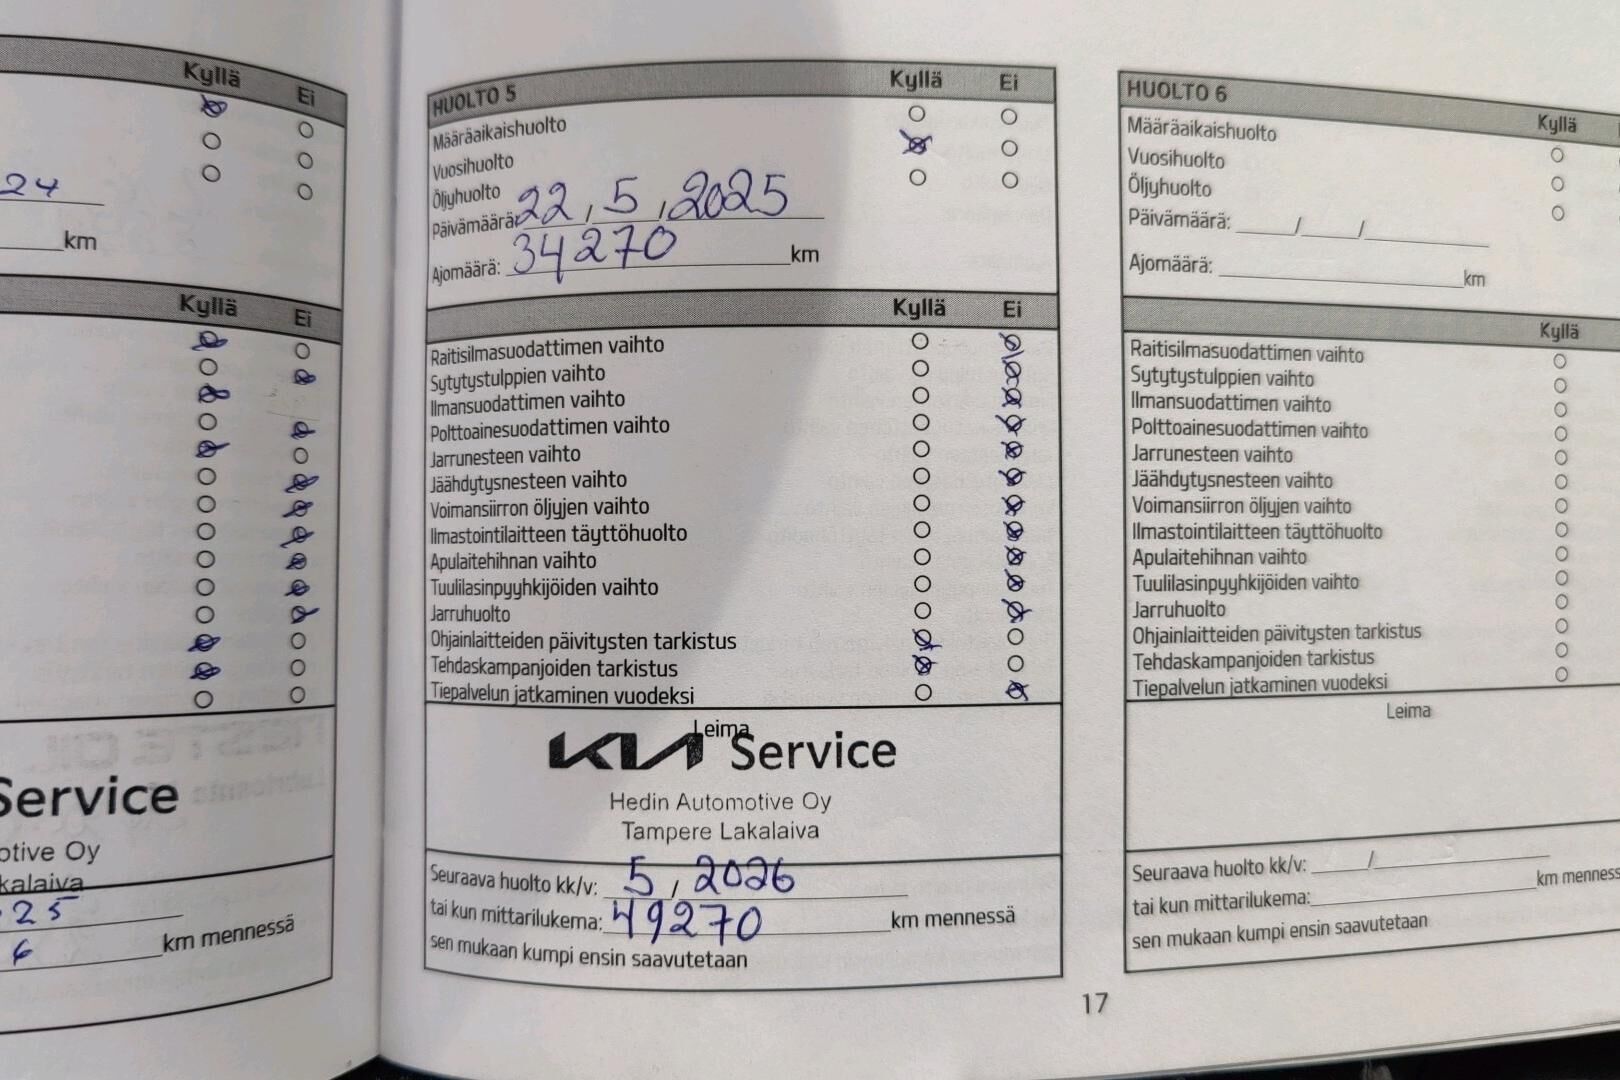 Kyllä Ei
24
km
Kyllä Ei
Service
otive Oy
kalaiva
25
6 km mennessä
HUOLTO 5 Kyllä Ei
Määräaikaishuolto
Vuosihuolto
Öljyhuolto
Päivämäärä: 22 / 5 / 2025
Ajomäärä: 34270 km
Kyllä Ei
Raitisilmasuodattimen vaihto
Sytytystulppien vaihto
Ilmansuodattimen vaihto
Polttoainesuodattimen vaihto
Jarrunesteen vaihto
Jäähdytysnesteen vaihto
Voimansiirron öljyjen vaihto
Ilmastointilaitteen täyttöhuolto
Apulaitehihnan vaihto
Tuulilasinpyyhkijöiden vaihto
Jarruhuolto
Ohjainlaitteiden päivitysten tarkistus
Tehdaskampanjoiden tarkistus
Tiepalvelun jatkaminen vuodeksi
Leima
KIA Service
Hedin Automotive Oy
Tampere Lakalaiva
Seuraava huolto kk/v: 5 / 2026
tai kun mittarilukema: 49270 km mennessä
sen mukaan kumpi ensin saavutetaan
HUOLTO 6 Kyllä
Määräaikaishuolto
Vuosihuolto
Öljyhuolto
Päivämäärä: / /
Ajomäärä: km
Kyllä
Raitisilmasuodattimen vaihto
Sytytystulppien vaihto
Ilmansuodattimen vaihto
Polttoainesuodattimen vaihto
Jarrunesteen vaihto
Jäähdytysnesteen vaihto
Voimansiirron öljyjen vaihto
Ilmastointilaitteen täyttöhuolto
Apulaitehihnan vaihto
Tuulilasinpyyhkijöiden vaihto
Jarruhuolto
Ohjainlaitteiden päivitysten tarkistus
Tehdaskampanjoiden tarkistus
Tiepalvelun jatkaminen vuodeksi
Leima
Seuraava huolto kk/v: /
tai kun mittarilukema: km menness
sen mukaan kumpi ensin saavutetaan
17